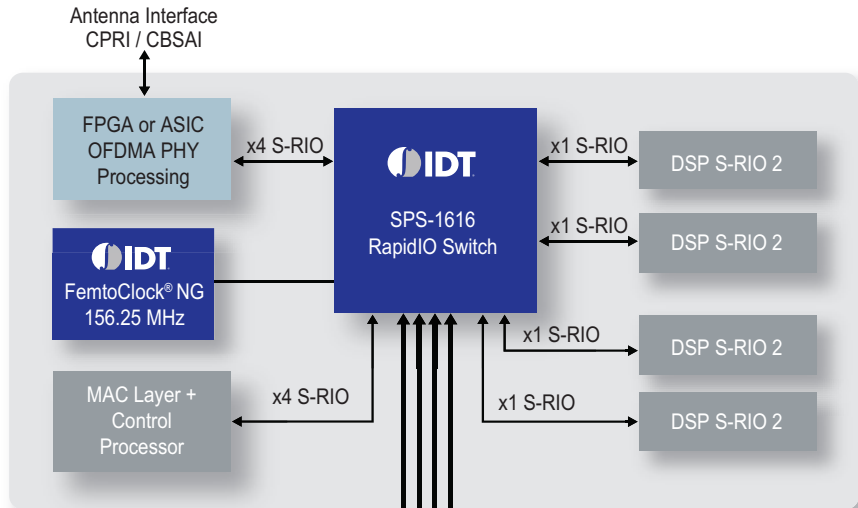 Antenna Interface
CPRI / CBSAI
FPGA or ASIC
OFDMA PHY
Processing
x4 S-RIO
IDT
SPS-1616
RapidIO Switch
x1 S-RIO
DSP S-RIO 2
x1 S-RIO
DSP S-RIO 2
IDT
FemtoClock® NG
156.25 MHz
x1 S-RIO
DSP S-RIO 2
MAC Layer +
Control
Processor
x4 S-RIO
x1 S-RIO
DSP S-RIO 2